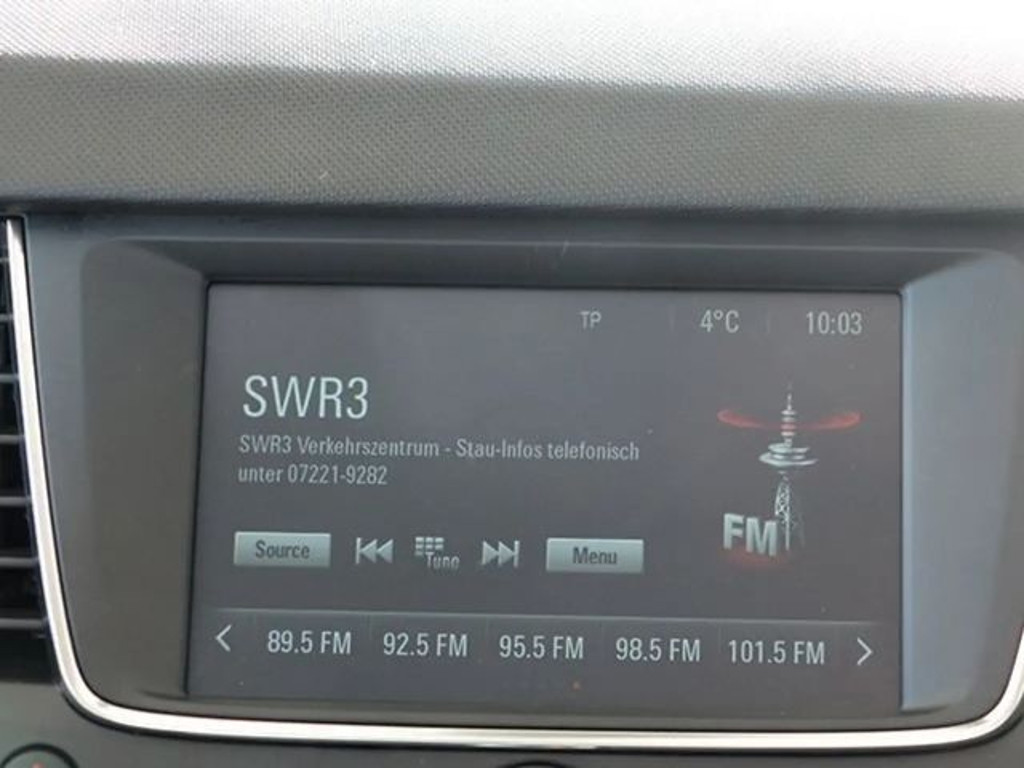 TP 4°C 10:03
SWR3
SWR3 Verkehrszentrum - Stau-Infos telefonisch
unter 07221-9282
FM
Source Tune Menu
< 89.5 FM 92.5 FM 95.5 FM 98.5 FM 101.5 FM >